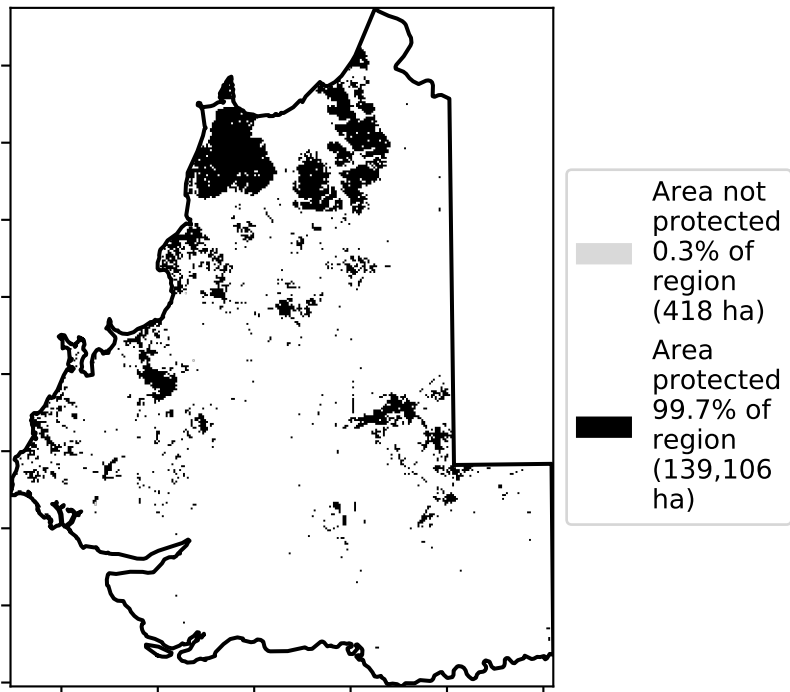 Area not
protected
0.3% of
region
(418 ha)
Area
protected
99.7% of
region
(139,106
ha)